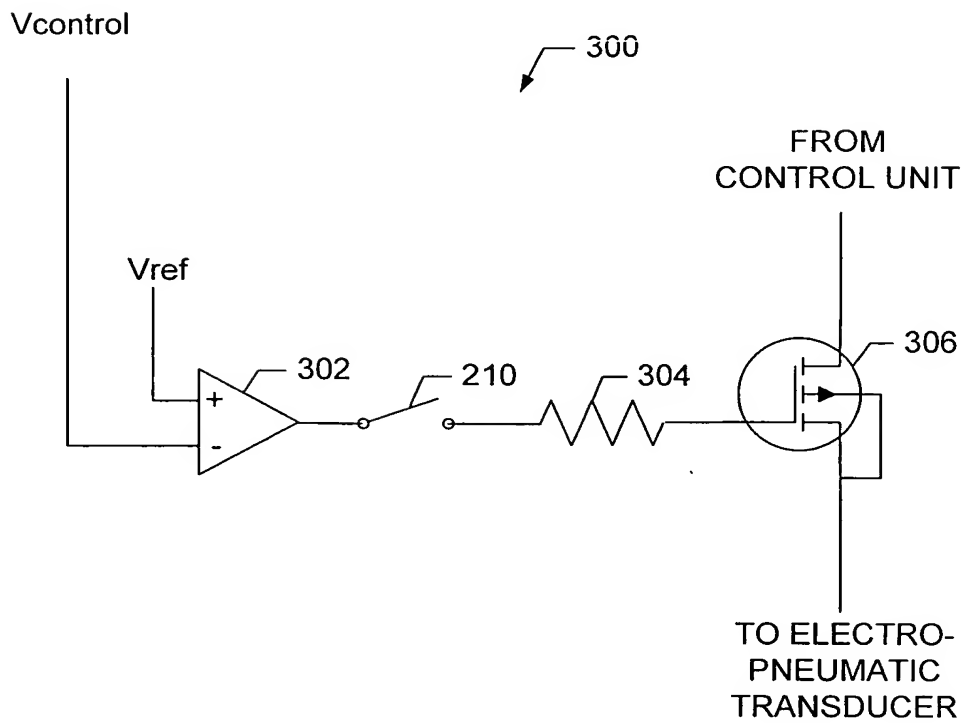 Vcontrol
300
FROM
CONTROL UNIT
Vref
302
210
304
306
+
-
TO ELECTRO-
PNEUMATIC
TRANSDUCER